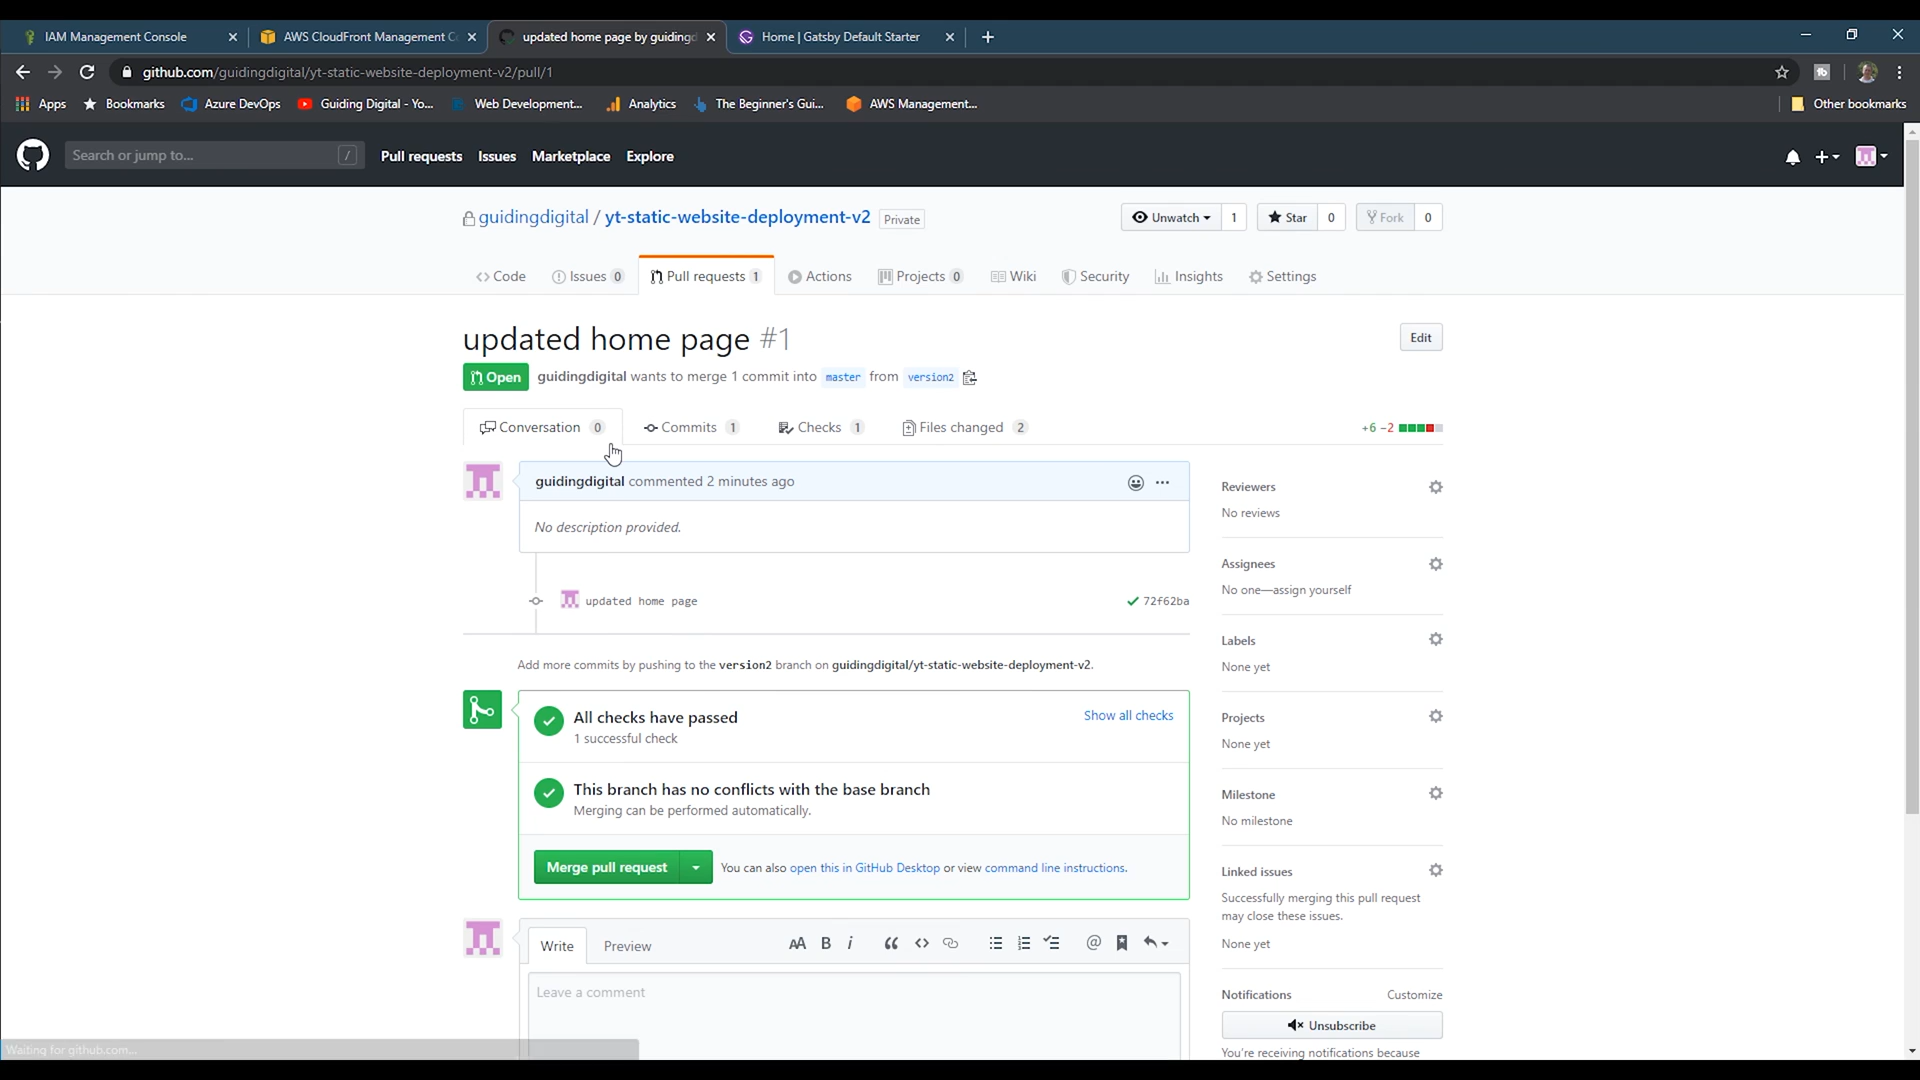 IAM Management Console
AWS CloudFront Management C
updated home page by guidingd
Home | Gatsby Default Starter
github.com/guidingdigital/yt-static-website-deployment-v2/pull/1
Apps
Bookmarks
Azure DevOps
Guiding Digital - Yo...
Web Development...
Analytics
The Beginner's Gui...
AWS Management...
Other bookmarks
Search or jump to...
/
Pull requests
Issues
Marketplace
Explore
guidingdigital / yt-static-website-deployment-v2
Private
Unwatch
1
Star
0
Fork
0
Code
Issues 0
Pull requests 1
Actions
Projects 0
Wiki
Security
Insights
Settings
updated home page #1
Edit
Open
guidingdigital wants to merge 1 commit into master from version2
Conversation 0
Commits 1
Checks 1
Files changed 2
+6 −2
guidingdigital commented 2 minutes ago
No description provided.
updated home page
72f62ba
Add more commits by pushing to the version2 branch on guidingdigital/yt-static-website-deployment-v2.
All checks have passed
1 successful check
Show all checks
This branch has no conflicts with the base branch
Merging can be performed automatically.
Merge pull request
You can also open this in GitHub Desktop or view command line instructions.
Write
Preview
AA B i
Leave a comment
Reviewers
No reviews
Assignees
No one—assign yourself
Labels
None yet
Projects
None yet
Milestone
No milestone
Linked issues
Successfully merging this pull request
may close these issues.
None yet
Notifications
Customize
Unsubscribe
You're receiving notifications because
Waiting for github.com...